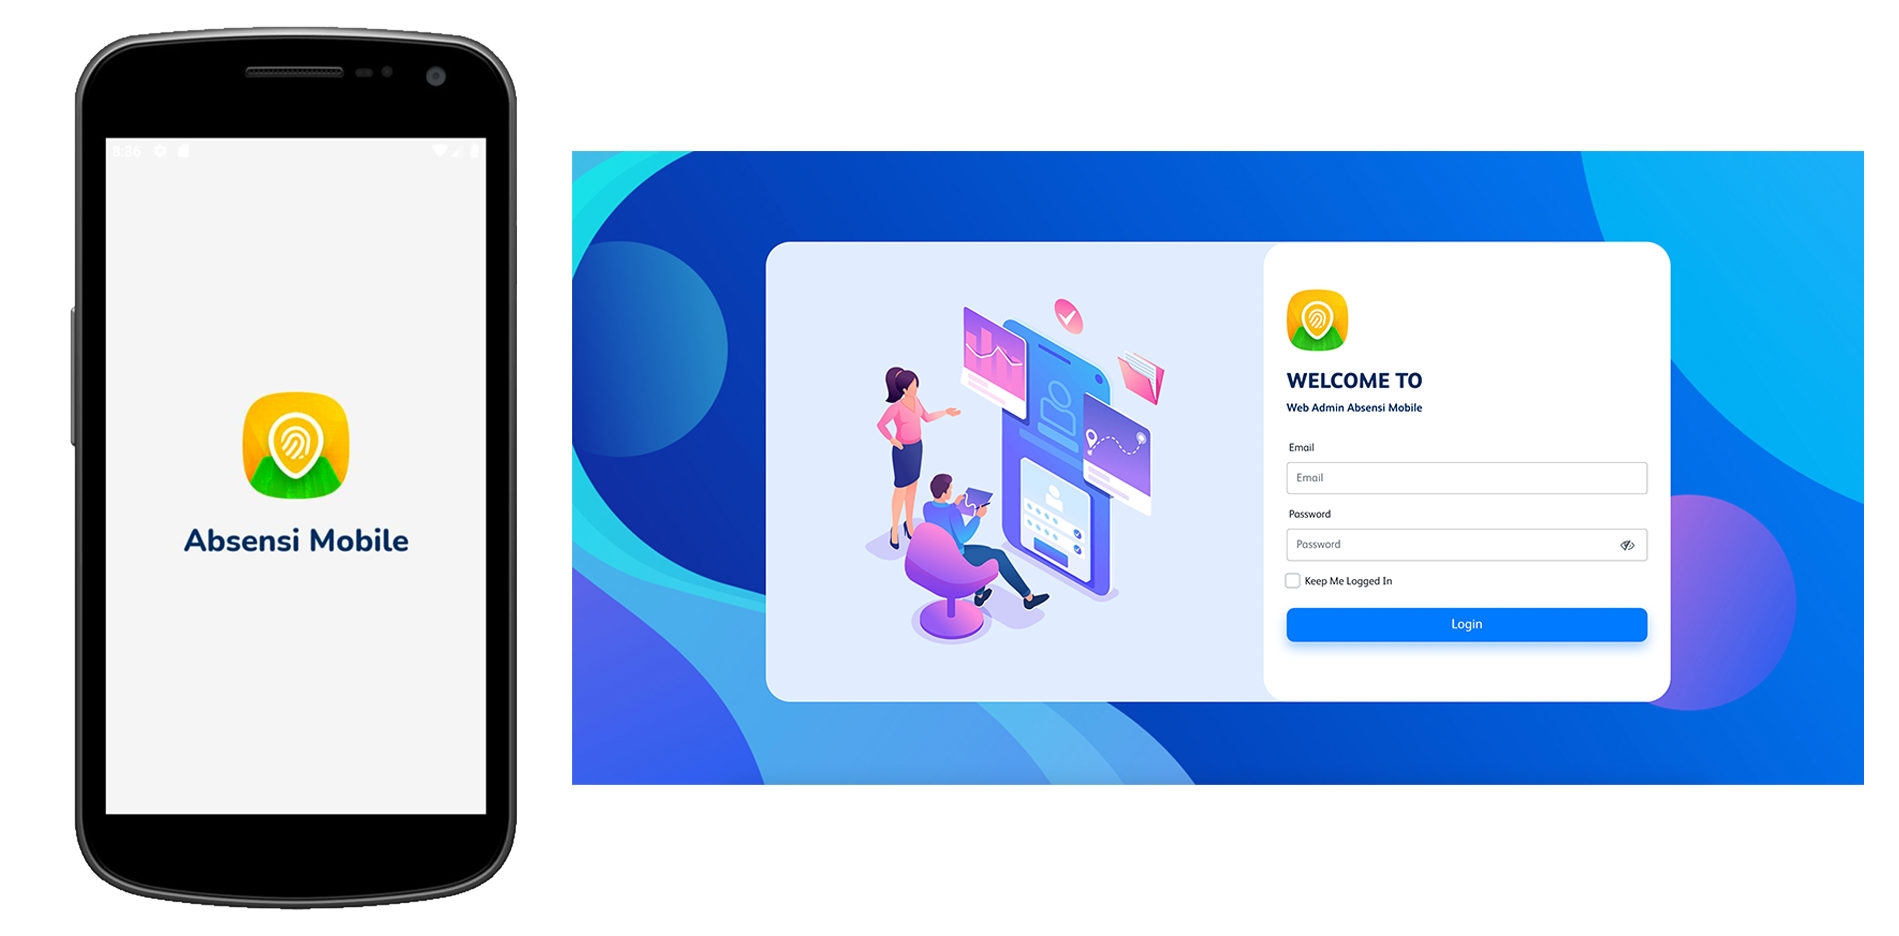 8:36
Absensi Mobile
WELCOME TO
Web Admin Absensi Mobile
Email
Email
Password
Password
Keep Me Logged In
Login